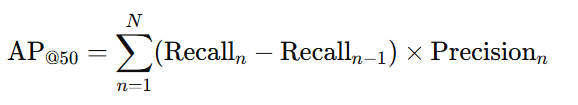 AP@50 = ∑_{n=1}^{N} (Recall_n − Recall_{n−1}) × Precision_n